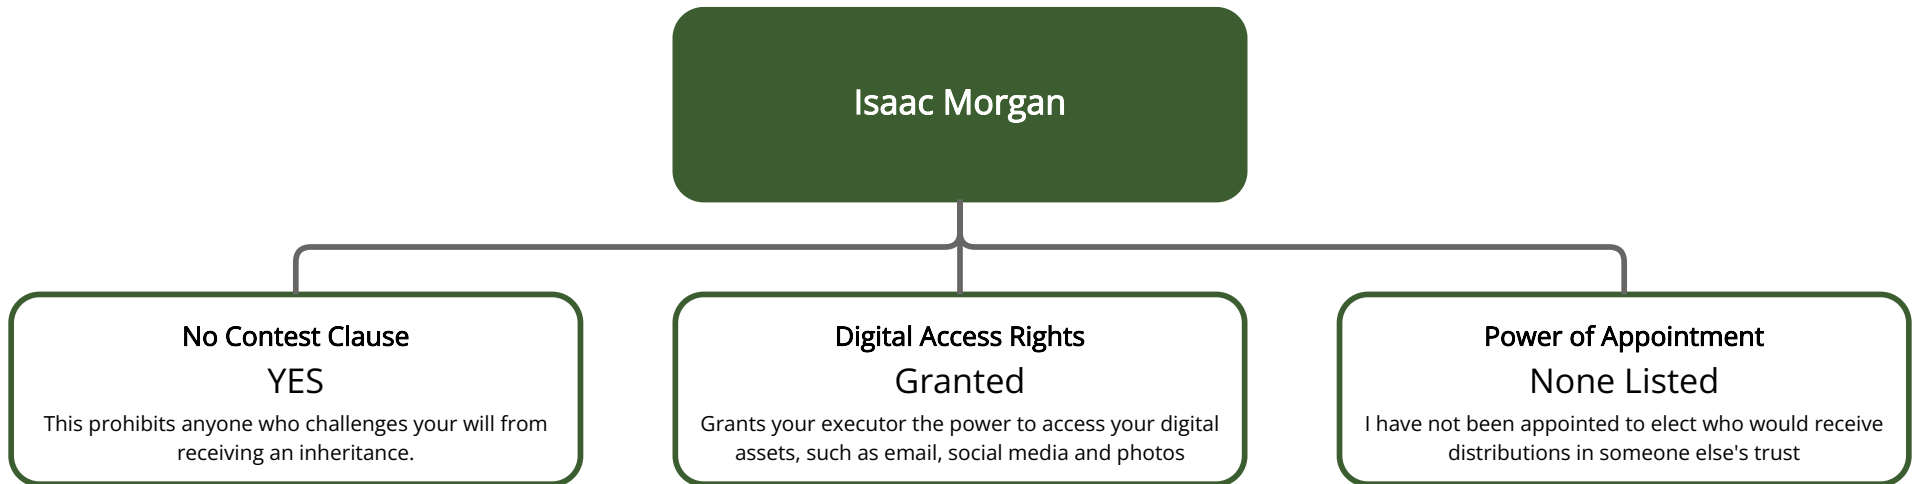 Isaac Morgan
No Contest Clause
YES
This prohibits anyone who challenges your will from
receiving an inheritance.
Digital Access Rights
Granted
Grants your executor the power to access your digital
assets, such as email, social media and photos
Power of Appointment
None Listed
I have not been appointed to elect who would receive
distributions in someone else's trust